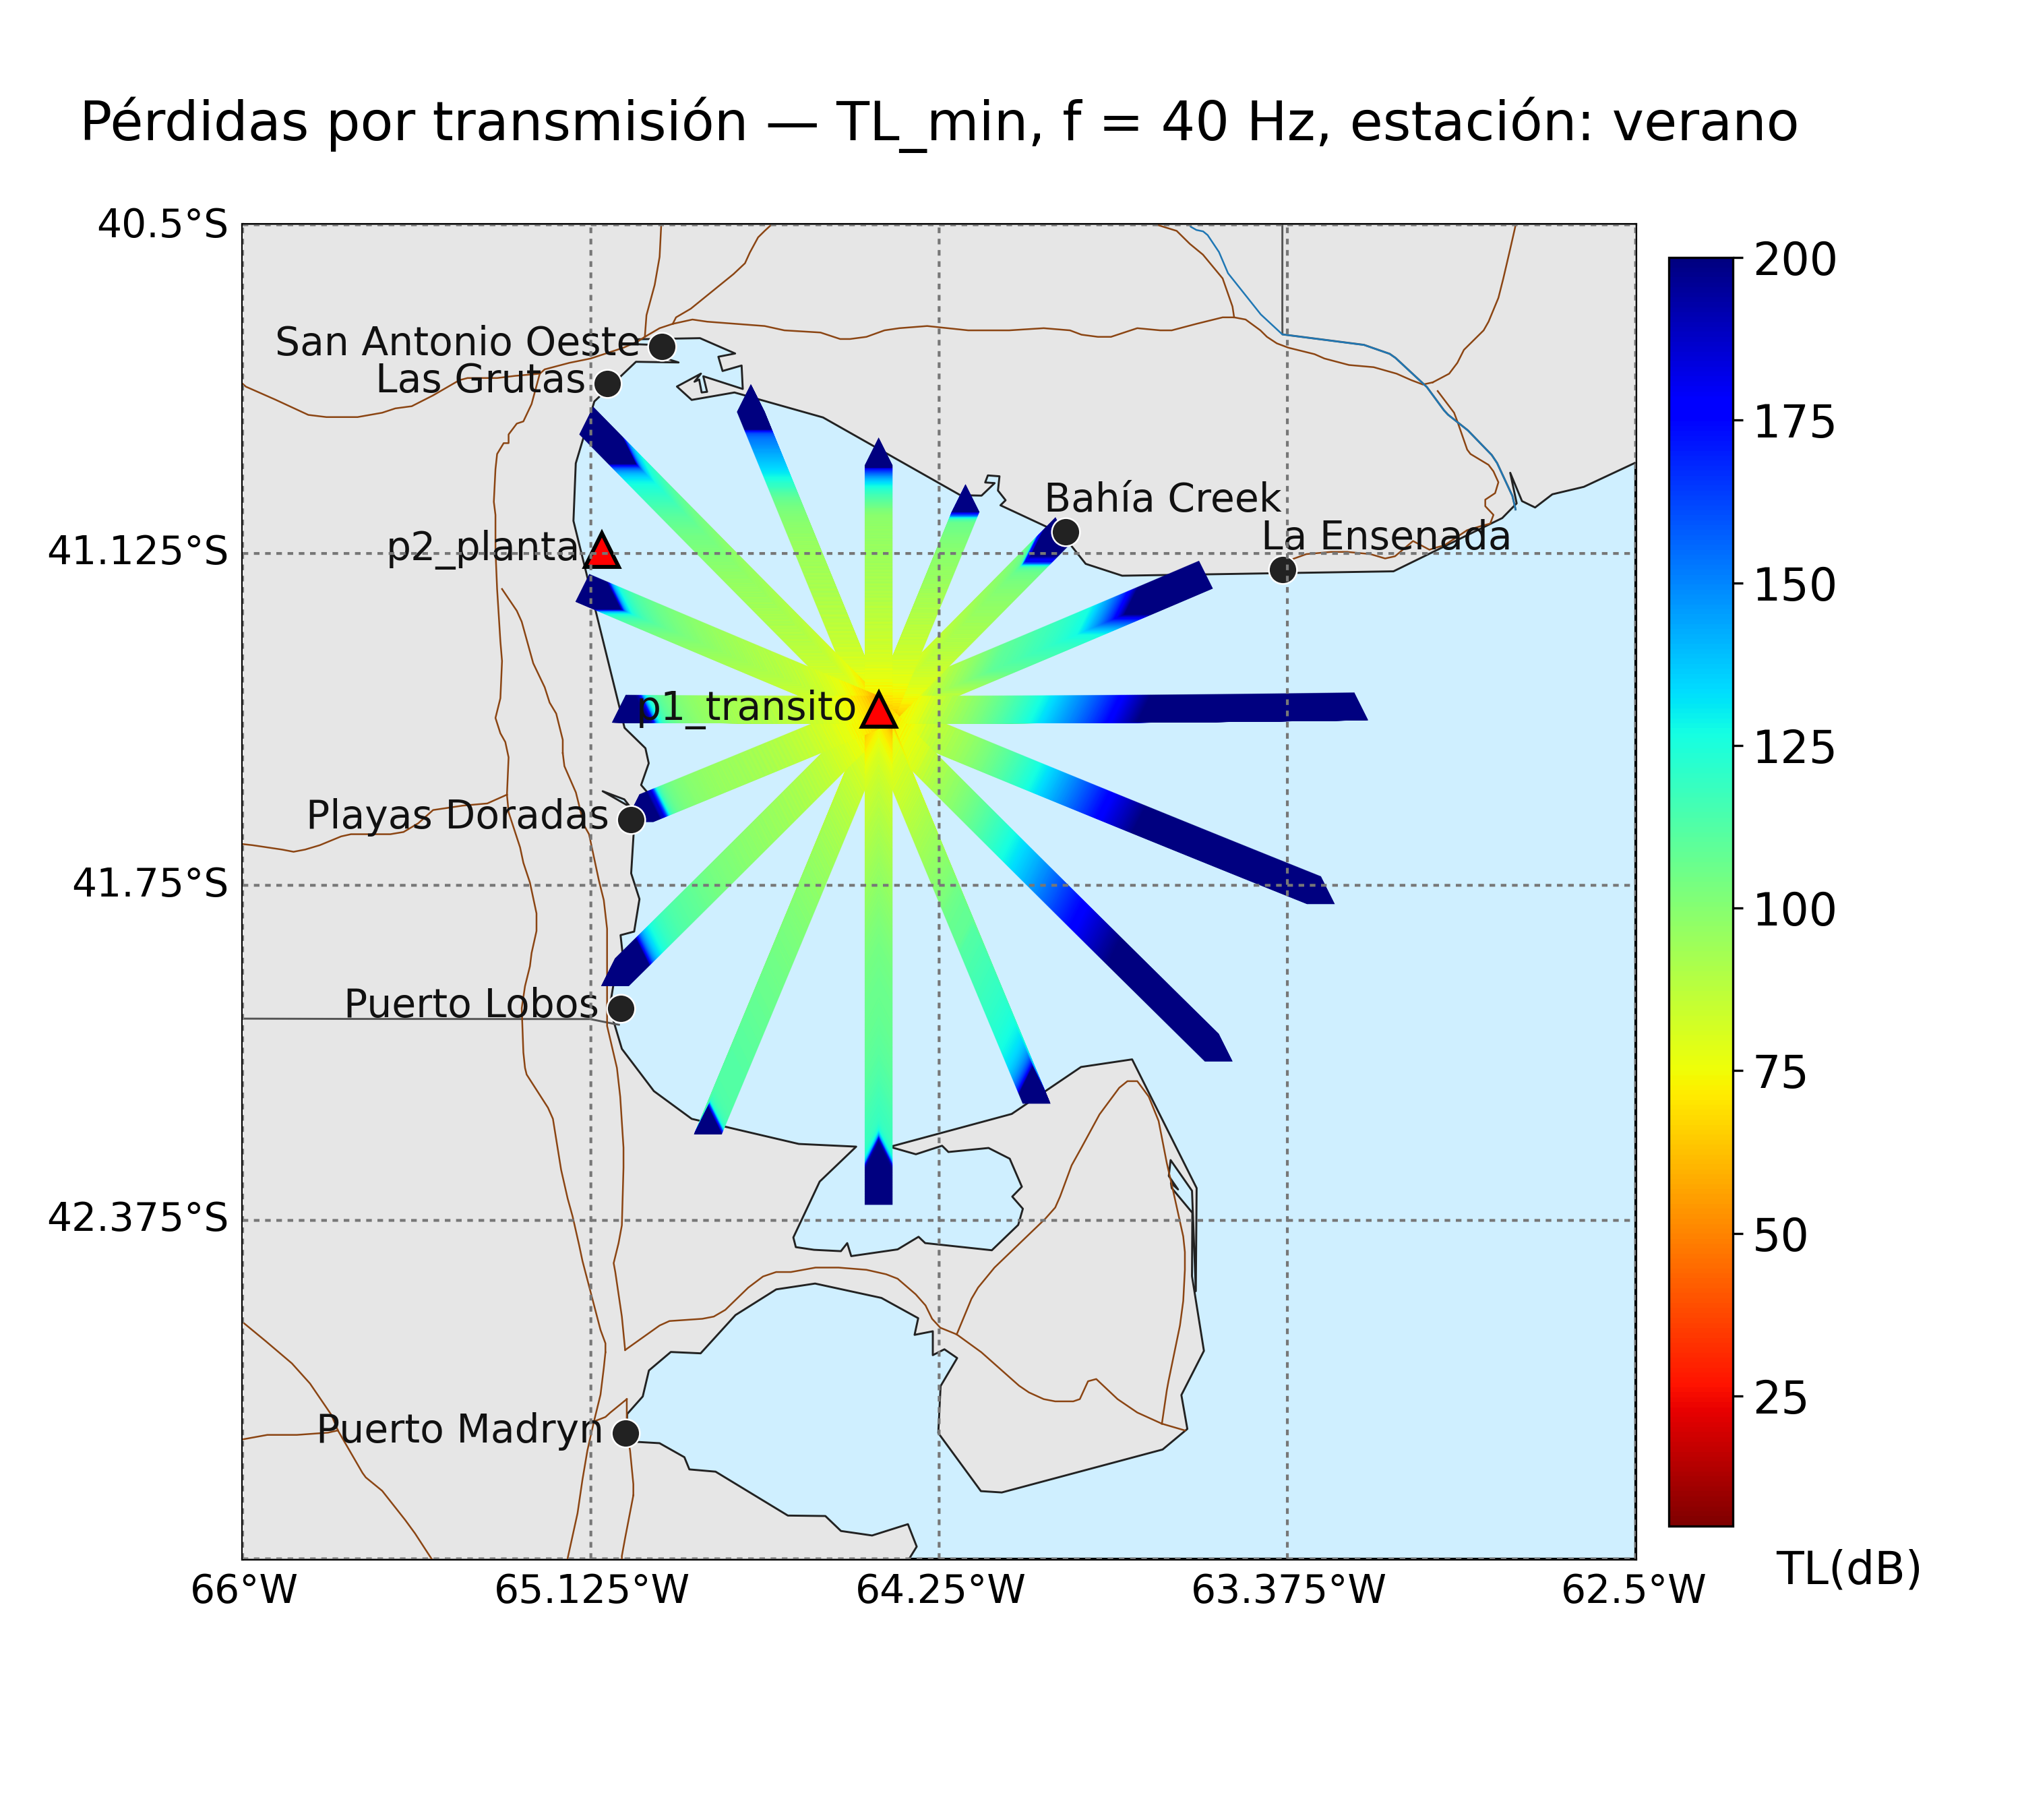 Pérdidas por transmisión — TL_min, f = 40 Hz, estación: verano
40.5°S
200
San Antonio Oeste
Las Grutas
175
Bahía Creek
La Ensenada
p2_planta
41.125°S
150
p1_transito
125
Playas Doradas
41.75°S
100
Puerto Lobos
75
42.375°S
50
25
Puerto Madryn
TL(dB)
66°W
65.125°W
64.25°W
63.375°W
62.5°W